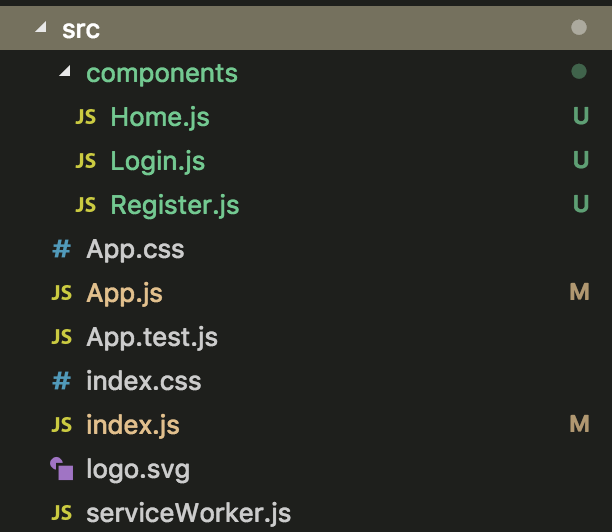 src
components
JS Home.js U
JS Login.js U
JS Register.js U
# App.css
JS App.js M
JS App.test.js
# index.css
JS index.js M
logo.svg
JS serviceWorker.js